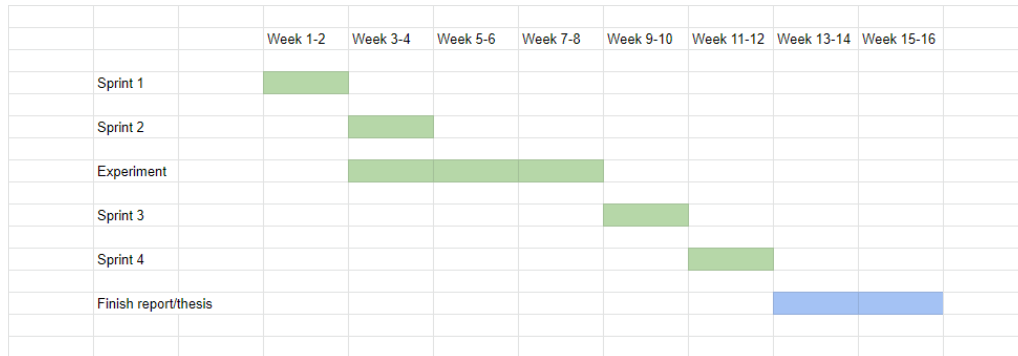 Week 1-2 Week 3-4 Week 5-6 Week 7-8 Week 9-10 Week 11-12 Week 13-14 Week 15-16
Sprint 1
Sprint 2
Experiment
Sprint 3
Sprint 4
Finish report/thesis